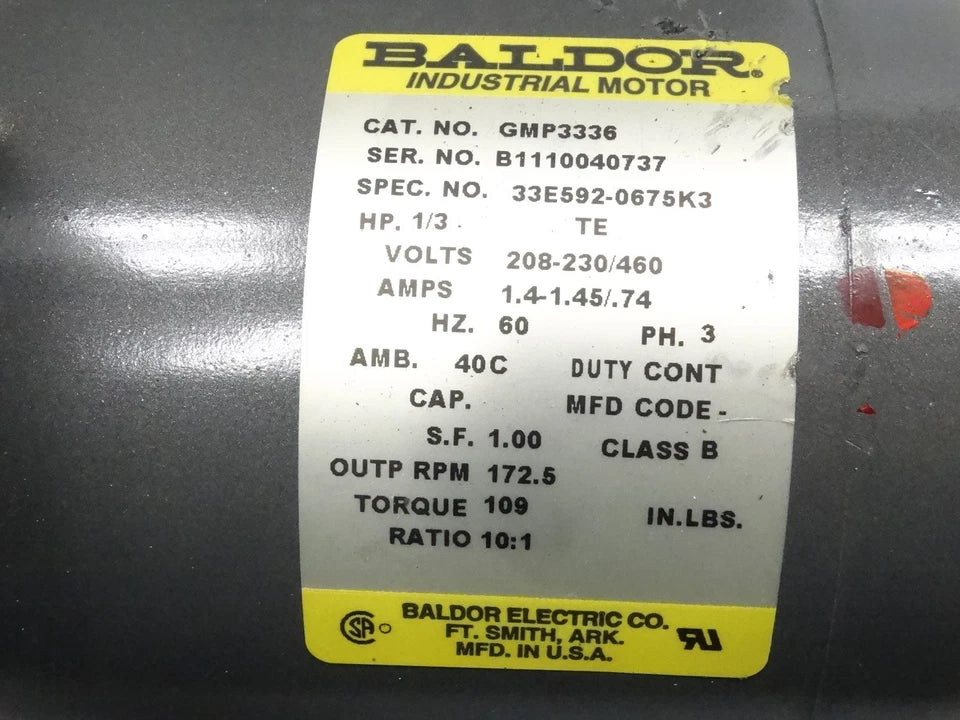 BALDOR®
INDUSTRIAL MOTOR
CAT. NO. GMP3336
SER. NO. B1110040737
SPEC. NO. 33E592-0675K3
HP. 1/3 TE
VOLTS 208-230/460
AMPS 1.4-1.45/.74
HZ. 60 PH. 3
AMB. 40C DUTY CONT
CAP. MFD CODE -
S.F. 1.00 CLASS B
OUTP RPM 172.5
TORQUE 109 IN.LBS.
RATIO 10:1
BALDOR ELECTRIC CO.
FT. SMITH, ARK.
MFD. IN U.S.A.